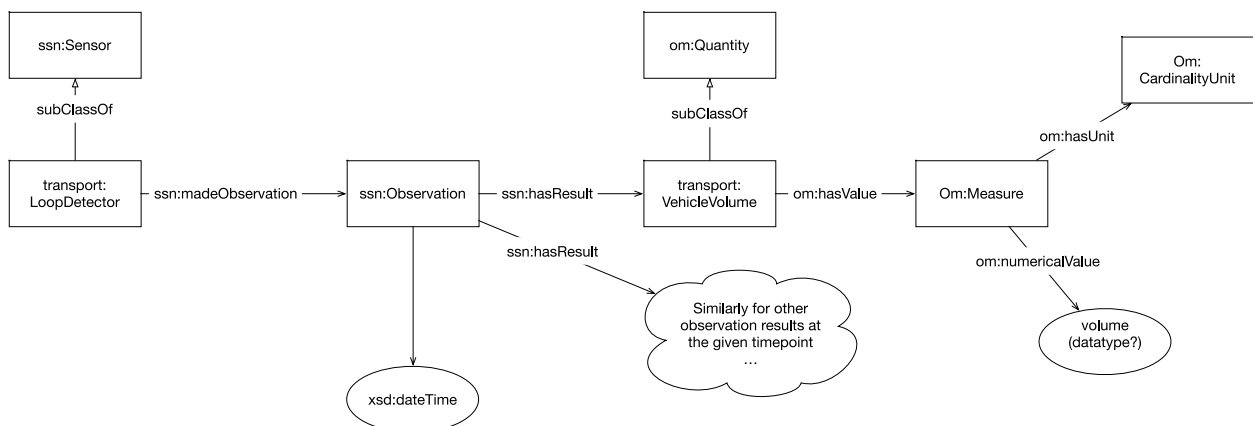 ssn:Sensor
om:Quantity
Om:
CardinalityUnit
subClassOf
subClassOf
om:hasUnit
transport:
LoopDetector
ssn:madeObservation
ssn:Observation
ssn:hasResult
transport:
VehicleVolume
om:hasValue
Om:Measure
ssn:hasResult
om:numericalValue
Similarly for other
observation results at
the given timepoint
...
volume
(datatype?)
xsd:dateTime